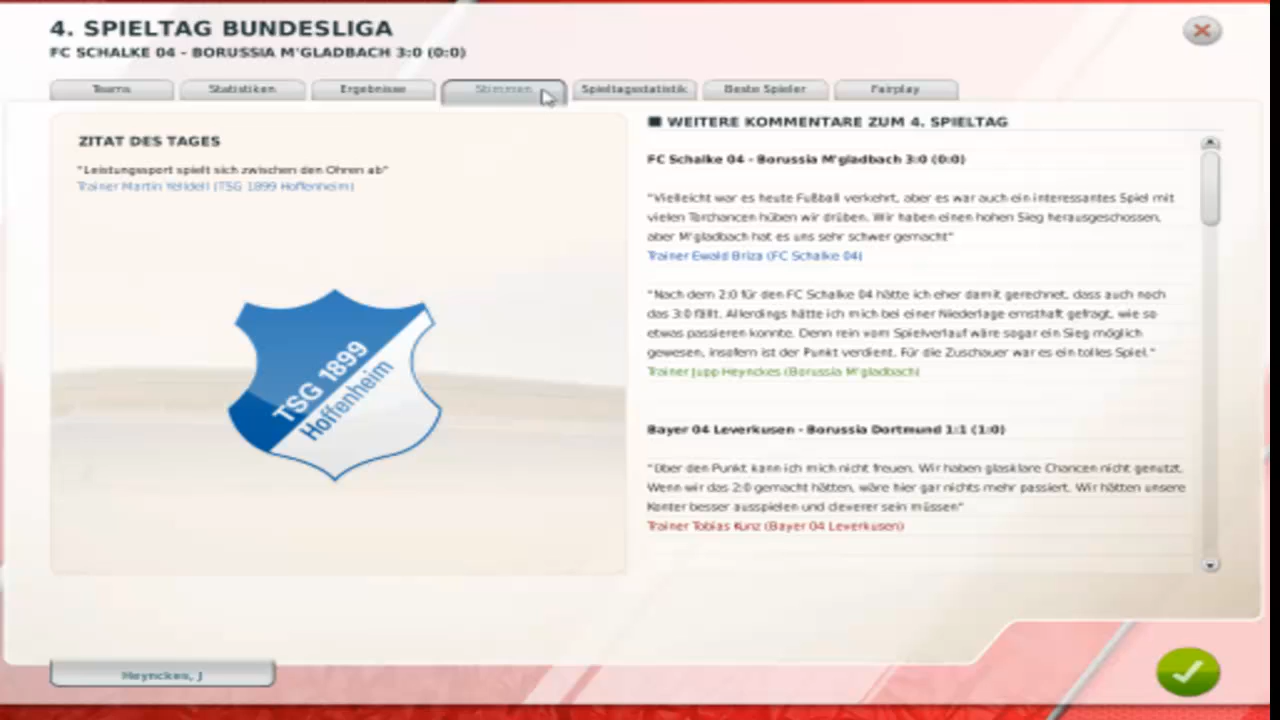 4. SPIELTAG BUNDESLIGA
FC SCHALKE 04 - BORUSSIA M'GLADBACH 3:0 (0:0)
Teams
Statistiken
Ergebnisse
Stimmen
Spieltagsstatistik
Beste Spieler
Fairplay
ZITAT DES TAGES
"Leistungssport spielt sich zwischen den Ohren ab"
Trainer Martin Yelldell (TSG 1899 Hoffenheim)
TSG 1899
Hoffenheim
WEITERE KOMMENTARE ZUM 4. SPIELTAG
FC Schalke 04 - Borussia M'gladbach 3:0 (0:0)
"Vielleicht war es heute Fußball verkehrt, aber es war auch ein interessantes Spiel mit
vielen Torchancen hüben wir drüben. Wir haben einen hohen Sieg herausgeschossen,
aber M'gladbach hat es uns sehr schwer gemacht"
Trainer Ewald Briza (FC Schalke 04)
"Nach dem 2:0 für den FC Schalke 04 hätte ich eher damit gerechnet, dass auch noch
das 3:0 fällt. Allerdings hätte ich mich bei einer Niederlage ernsthaft gefragt, wie so
etwas passieren konnte. Denn rein vom Spielverlauf wäre sogar ein Sieg möglich
gewesen, insofern ist der Punkt verdient. Für die Zuschauer war es ein tolles Spiel."
Trainer Jupp Heynckes (Borussia M'gladbach)
Bayer 04 Leverkusen - Borussia Dortmund 1:1 (1:0)
"Über den Punkt kann ich mich nicht freuen. Wir haben glasklare Chancen nicht genutzt.
Wenn wir das 2:0 gemacht hätten, wäre hier gar nichts mehr passiert. Wir hätten unsere
Konter besser ausspielen und cleverer sein müssen"
Trainer Tobias Kunz (Bayer 04 Leverkusen)
Heynckes, J